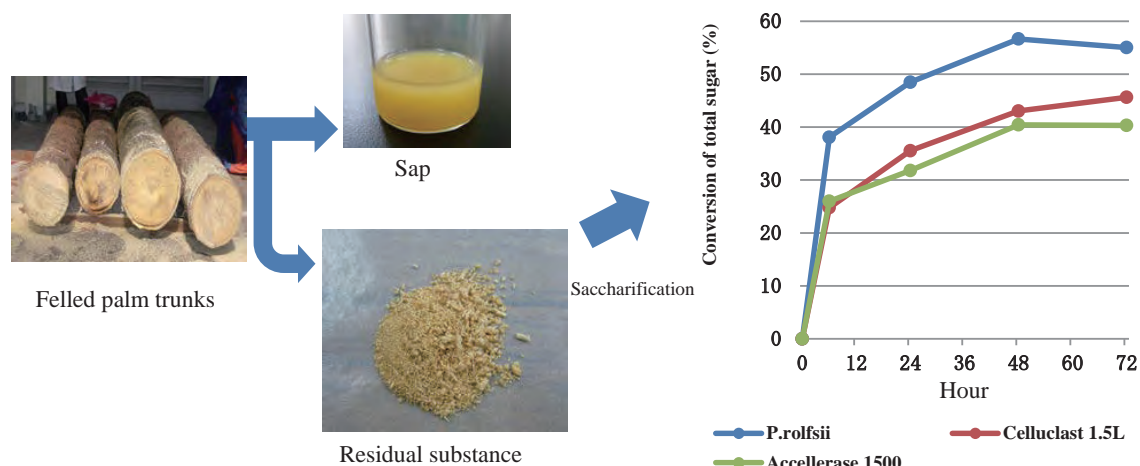 Felled palm trunks
Sap
Residual substance
Saccharification
Conversion of total sugar (%)
60
50
40
30
20
10
0
0 12 24 36 48 60 72
Hour
P.rolfsii
Celluclast 1.5L
Accellerase 1500